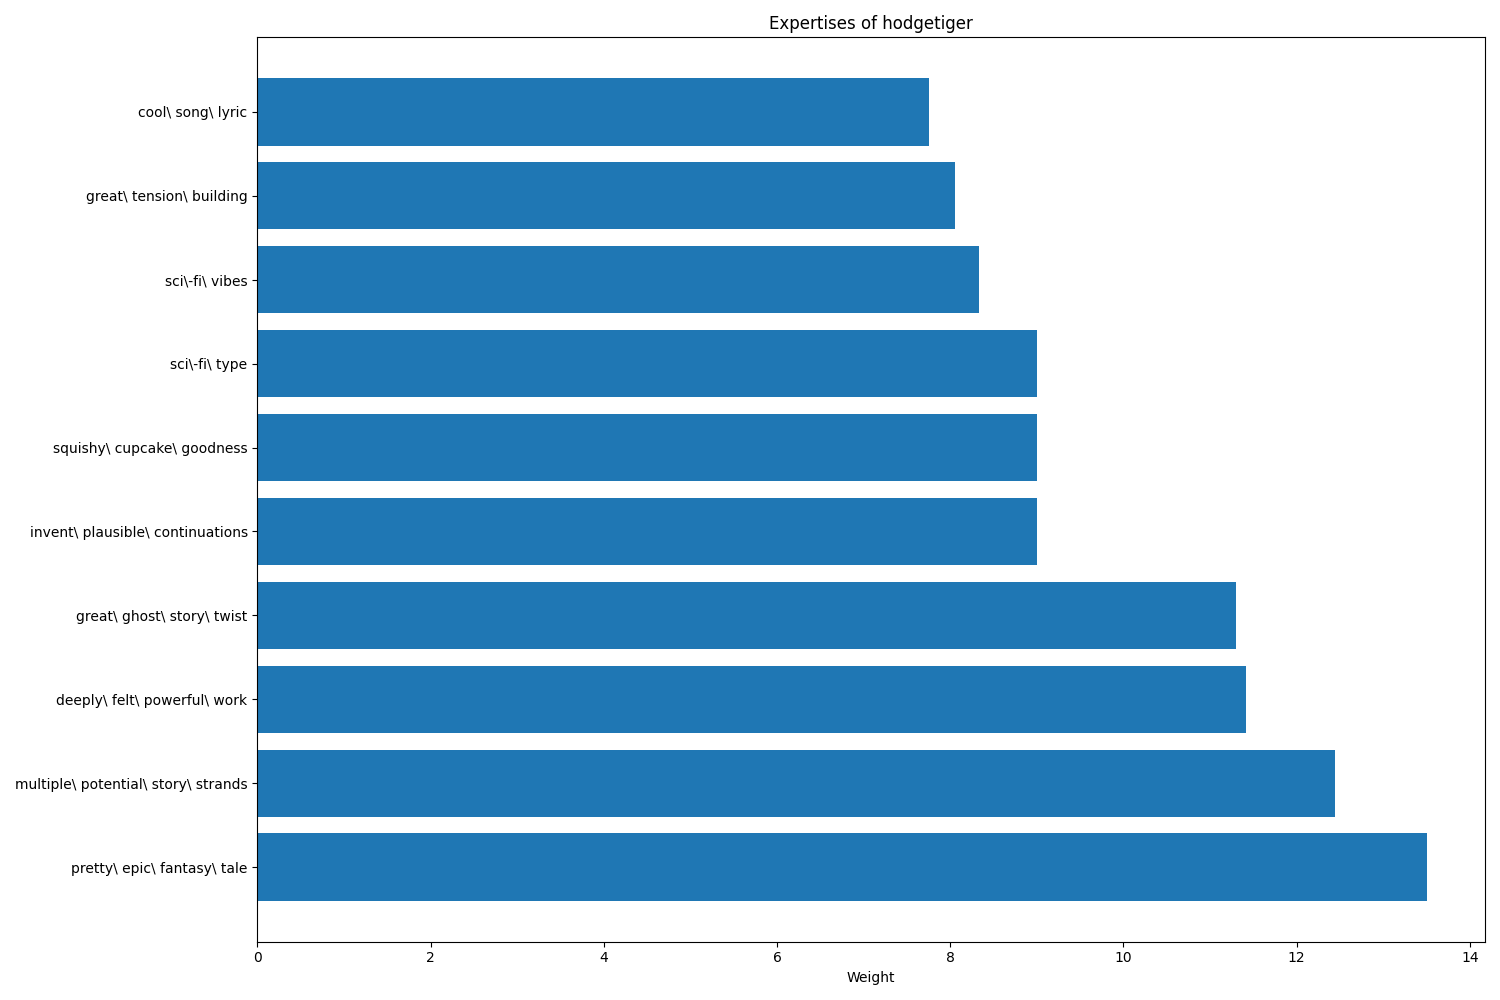 Expertises of hodgetiger
cool\ song\ lyric
great\ tension\ building
sci\-fi\ vibes
sci\-fi\ type
squishy\ cupcake\ goodness
invent\ plausible\ continuations
great\ ghost\ story\ twist
deeply\ felt\ powerful\ work
multiple\ potential\ story\ strands
pretty\ epic\ fantasy\ tale
0 2 4 6 8 10 12 14
Weight